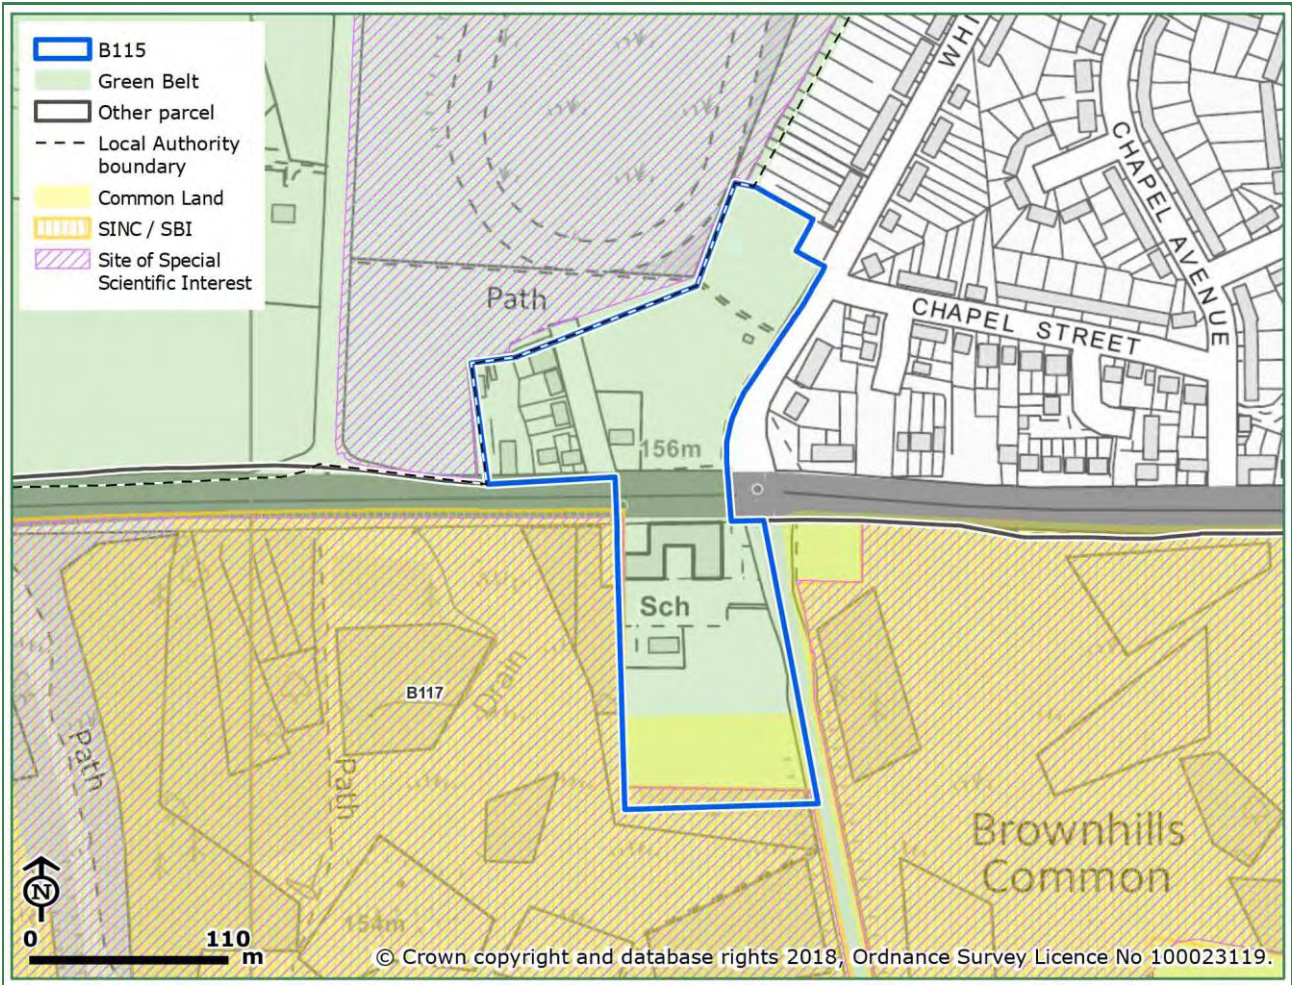 B115
Green Belt
Other parcel
Local Authority
boundary
Common Land
SINC / SBI
Site of Special
Scientific Interest
WHI
CHAPEL AVENUE
Path
CHAPEL STREET
156m
Sch
B117
Drain
Path
Path
Brownhills
Common
154m
N
0 110
m
© Crown copyright and database rights 2018, Ordnance Survey Licence No 100023119.